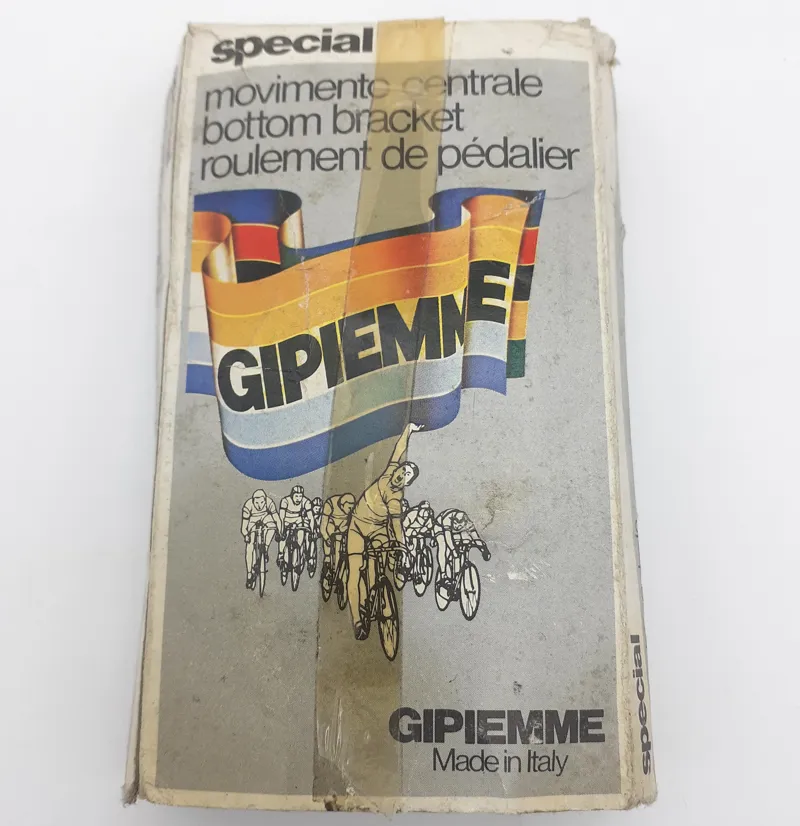 special
movimento centrale
bottom bracket
roulement de pédalier
GIPIEMME
GIPIEMME
Made in Italy
special